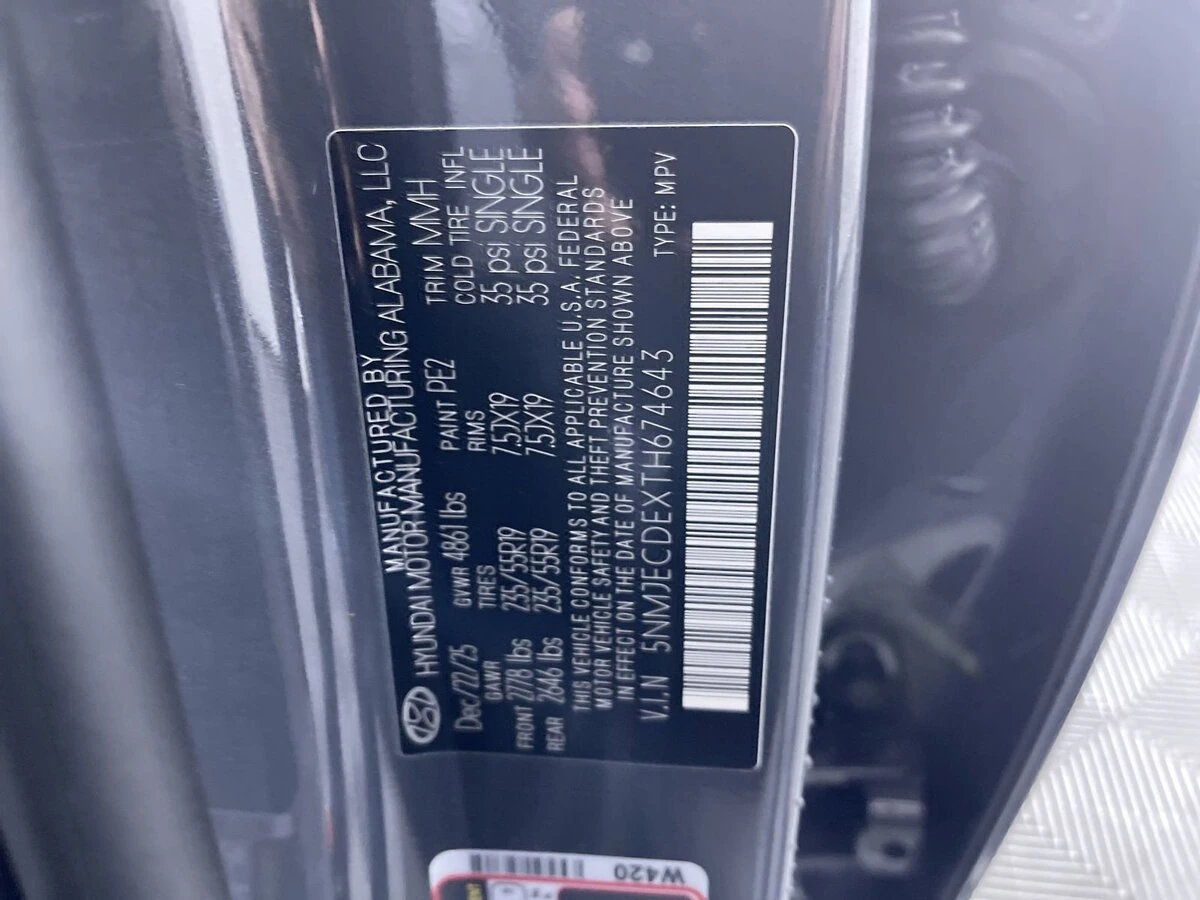 MANUFACTURED BY
HYUNDAI MOTOR MANUFACTURING ALABAMA, LLC
Dec/22/25 GVWR 4861 lbs PAINT PE2 TRIM MMH
GAWR TIRES RIMS COLD TIRE INFL
FRONT 2778 lbs 235/55R19 7.5JX19 35 psi/SINGLE
REAR 2646 lbs 235/55R19 7.5JX19 35 psi SINGLE
THIS VEHICLE CONFORMS TO ALL APPLICABLE U.S.A. FEDERAL
MOTOR VEHICLE SAFETY AND THEFT PREVENTION STANDARDS
IN EFFECT ON THE DATE OF MANUFACTURE SHOWN ABOVE
V.I.N 5NMJECDEXTH674643 TYPE: MPV
W420